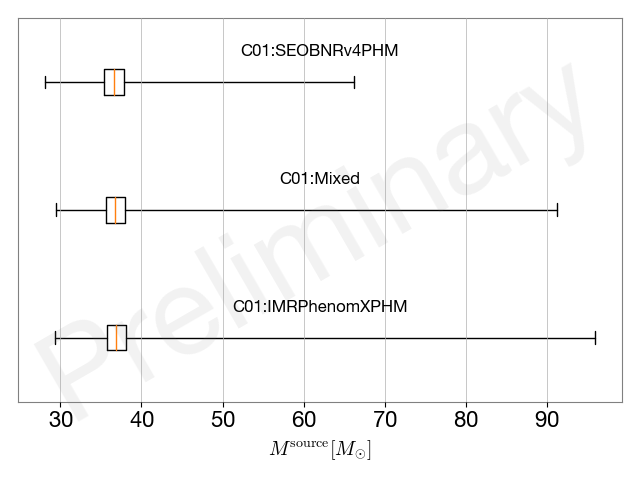 C01:SEOBNRv4PHM
C01:Mixed
C01:IMRPhenomXPHM
Preliminary
30 40 50 60 70 80 90
M^source[M_⊙]